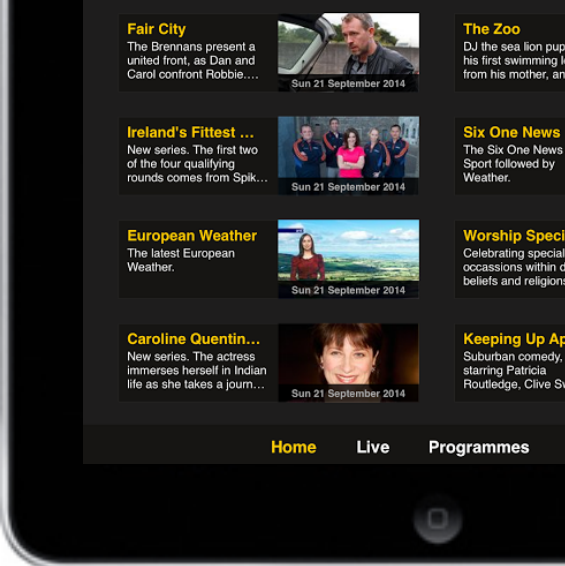 Fair City
The Brennans present a
united front, as Dan and
Carol confront Robbie....
Sun 21 September 2014
The Zoo
DJ the sea lion pup
his first swimming
from his mother, an
Ireland's Fittest ...
New series. The first two
of the four qualifying
rounds comes from Spik...
Sun 21 September 2014
Six One News
The Six One News
Sport followed by
Weather.
European Weather
The latest European
Weather.
Sun 21 September 2014
Worship Speci
Celebrating special
occassions within d
beliefs and religions
Caroline Quentin...
New series. The actress
immerses herself in Indian
life as she takes a journ...
Sun 21 September 2014
Keeping Up Ap
Suburban comedy,
starring Patricia
Routledge, Clive Sw
Home Live Programmes